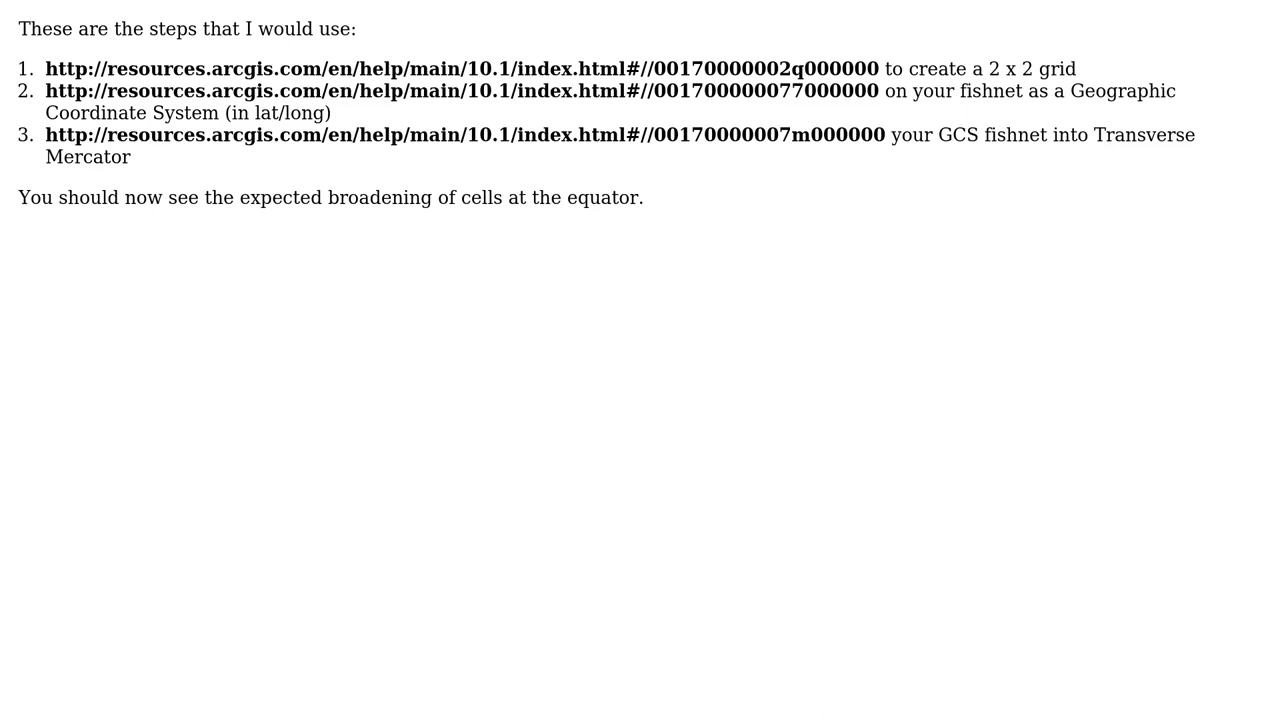 These are the steps that I would use:
1. http://resources.arcgis.com/en/help/main/10.1/index.html#//00170000002q000000 to create a 2 x 2 grid
2. http://resources.arcgis.com/en/help/main/10.1/index.html#//001700000077000000 on your fishnet as a Geographic
Coordinate System (in lat/long)
3. http://resources.arcgis.com/en/help/main/10.1/index.html#//00170000007m000000 your GCS fishnet into Transverse
Mercator
You should now see the expected broadening of cells at the equator.